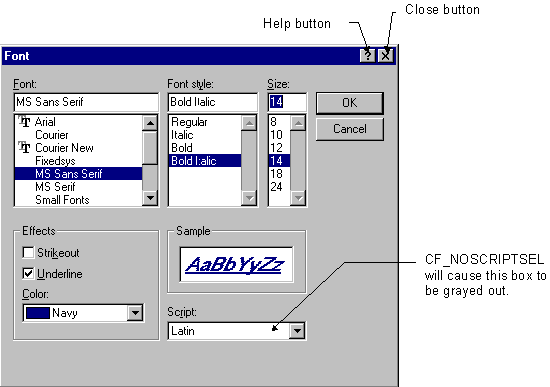 Close button
Help button
Font
?
Font:
Font style:
Size:
MS Sans Serif
Bold Italic
14
OK
Cancel
Arial
Courier
Courier New
Fixedsys
MS Sans Serif
MS Serif
Small Fonts
Regular
Italic
Bold
Bold Italic
8
10
12
14
18
24
Effects
Strikeout
Underline
Color:
Navy
Sample
AaBbYyZz
Script:
Latin
CF_NOSCRIPTSEL
will cause this box to
be grayed out.